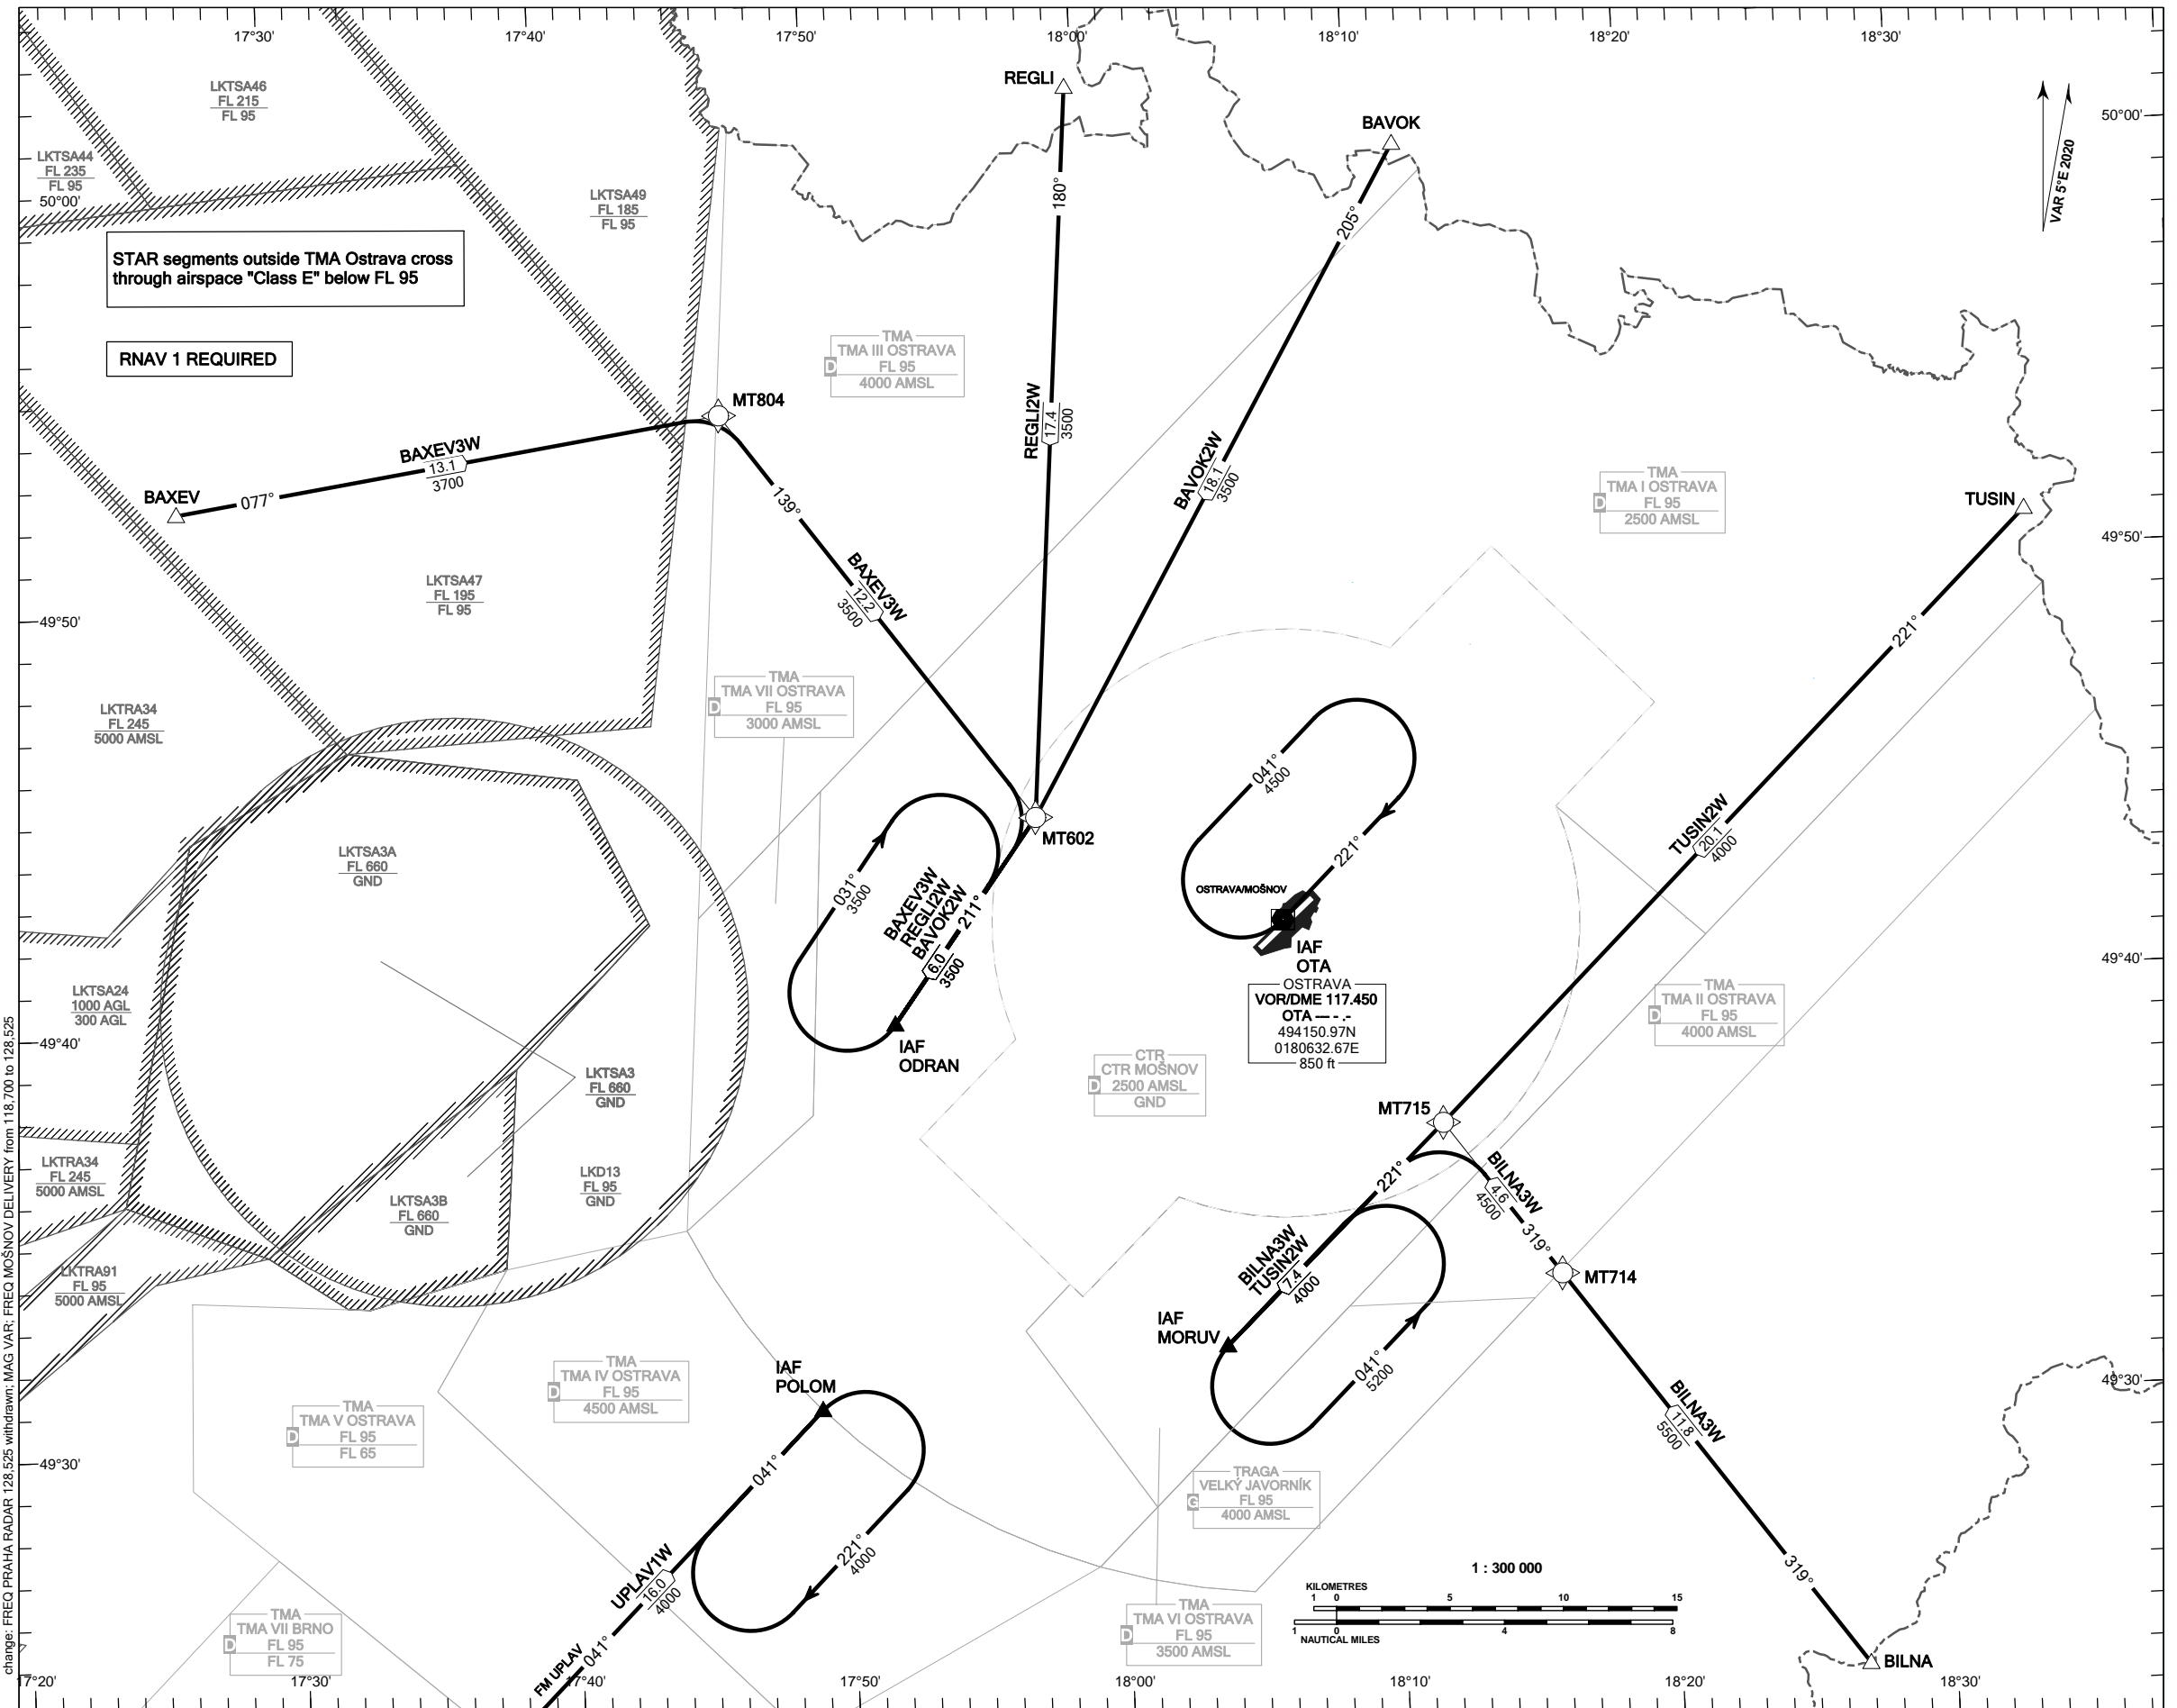 17°30'
17°40'
17°50'
18°00'
18°10'
18°20'
18°30'
REGLI
BAVOK
50°00'
VAR 5°E 2020
LKTSA46
FL 215
FL 95
LKTSA44
FL 235
FL 95
50°00'
LKTSA49
FL 185
FL 95
180°
205°
STAR segments outside TMA Ostrava cross
through airspace "Class E" below FL 95
RNAV 1 REQUIRED
TMA
TMA III OSTRAVA
D
FL 95
4000 AMSL
MT804
REGLI2W
17.4
3500
BAXEV3W
13.1
3700
BAXEV
077°
139°
BAVOK2W
18.1
3500
TMA
TMA I OSTRAVA
D
FL 95
2500 AMSL
TUSIN
49°50'
LKTSA47
FL 195
FL 95
BAXEV3W
12.2
3500
49°50'
221°
LKTRA34
FL 245
5000 AMSL
TMA
TMA VII OSTRAVA
D
FL 95
3000 AMSL
041°
4500
221°
MT602
TUSIN2W
20.1
4000
LKTSA3A
FL 660
GND
031°
3500
BAXEV3W
REGLI2W
BAVOK2W
211°
6.0
3500
OSTRAVA/MOŠNOV
IAF
OTA
OSTRAVA
VOR/DME 117.450
OTA --- - .-
494150.97N
0180632.67E
850 ft
49°40'
LKTSA24
1000 AGL
300 AGL
49°40'
IAF
ODRAN
TMA
TMA II OSTRAVA
D
FL 95
4000 AMSL
LKTSA3
FL 660
GND
CTR
CTR MOŠNOV
D
2500 AMSL
GND
MT715
LKTRA34
FL 245
5000 AMSL
LKD13
FL 95
GND
LKTSA3B
FL 660
GND
221°
BILNA3W
4.6
4500
319°
BILNA3W
TUSIN2W
7.4
4000
MT714
LKTRA91
FL 95
5000 AMSL
IAF
MORUV
041°
5200
IAF
POLOM
TMA
TMA IV OSTRAVA
D
FL 95
4500 AMSL
TMA
TMA V OSTRAVA
D
FL 95
FL 65
49°30'
BILNA3W
11.8
5500
49°30'
041°
221°
4000
TRAGA
VELKÝ JAVORNÍK
G
FL 95
4000 AMSL
UPLAV1W
16.0
4000
319°
1 : 300 000
KILOMETRES
1 0 5 10 15
1 0 4 8
NAUTICAL MILES
TMA
TMA VII BRNO
D
FL 95
FL 75
TMA
TMA VI OSTRAVA
D
FL 95
3500 AMSL
FM UPLAV
041°
BILNA
17°20'
17°30'
17°40'
17°50'
18°00'
18°10'
18°20'
18°30'
change: FREQ PRAHA RADAR 128,525 withdrawn; MAG VAR; FREQ MOŠNOV DELIVERY from 118,700 to 128,525